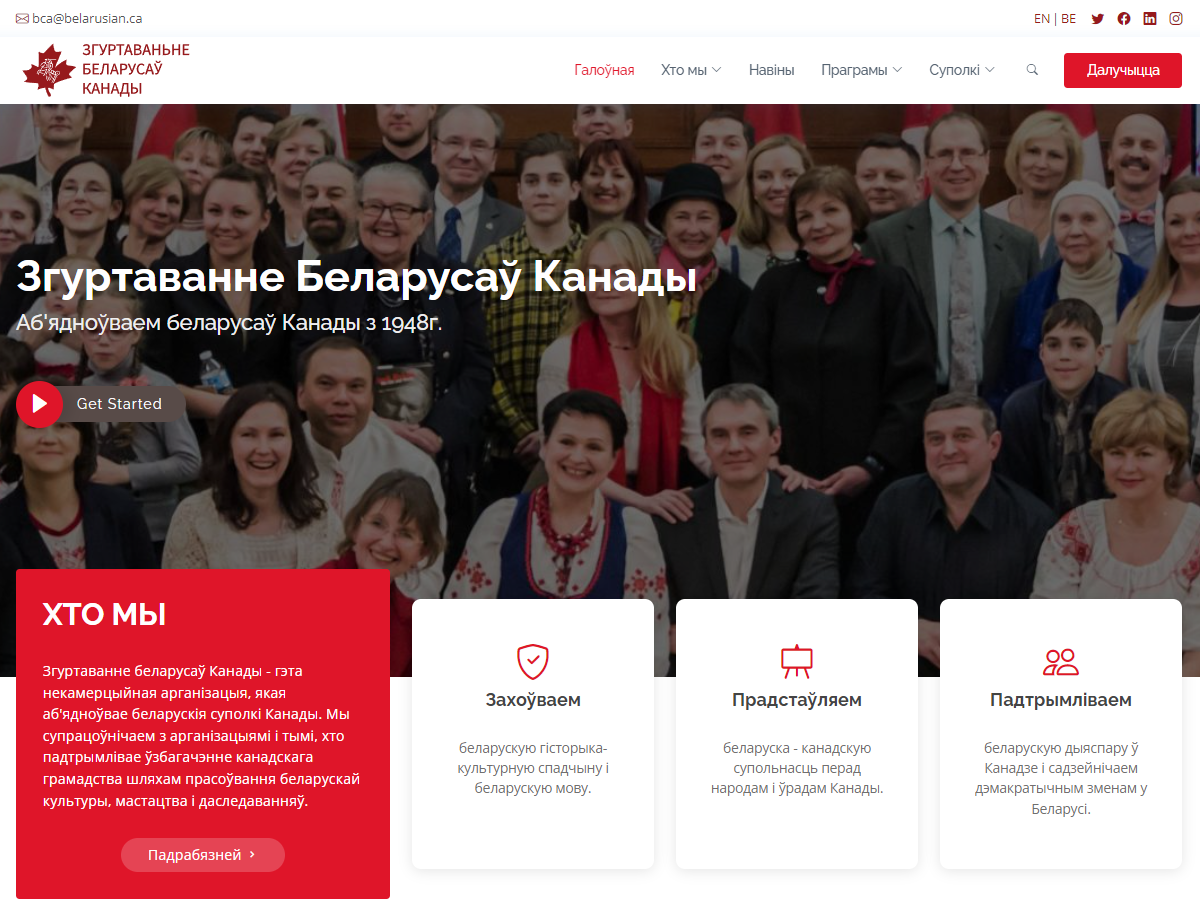 bca@belarusian.ca
EN | BE
ЗГУРТАВАНЬНЕ
БЕЛАРУСАЎ
КАНАДЫ
Галоўная
Хто мы
Навіны
Праграмы
Суполкі
Далучыцца
Згуртаванне Беларусаў Канады
Аб'ядноўваем беларусаў Канады з 1948г.
Get Started
ХТО МЫ
Згуртаванне беларусаў Канады - гэта
некамерцыйная арганізацыя, якая
аб'ядноўвае беларускія суполкі Канады. Мы
супрацоўнічаем з арганізацыямі і тымі, хто
падтрымлівае ўзбагачэнне канадскага
грамадства шляхам прасоўвання беларускай
культуры, мастацтва і даследаванняў.
Падрабязней
Захоўваем
беларускую гісторыка-
культурную спадчыну і
беларускую мову.
Прадстаўляем
беларуска - канадскую
супольнасць перад
народам і ўрадам Канады.
Падтрымліваем
беларускую дыяспару ў
Канадзе і садзейнічаем
дэмакратычным зменам у
Беларусі.